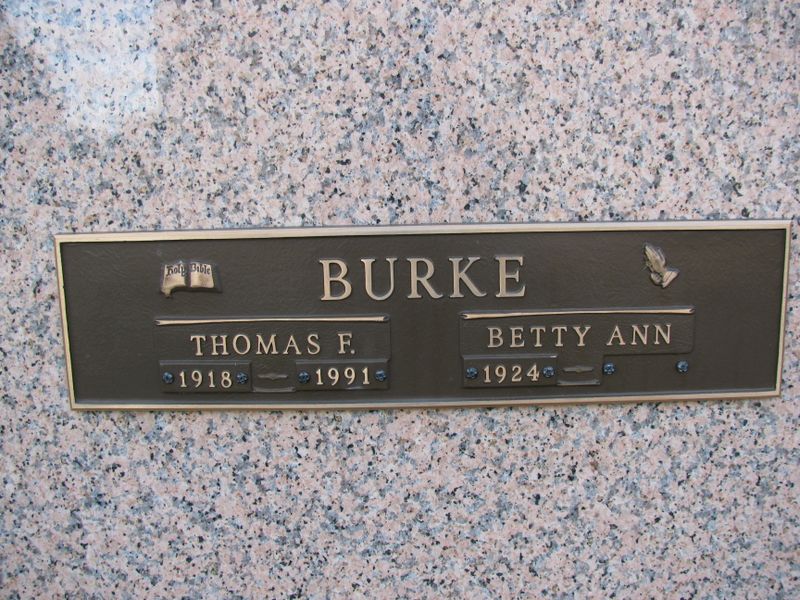 Holy Bible
BURKE
THOMAS F.
1918 1991
BETTY ANN
1924